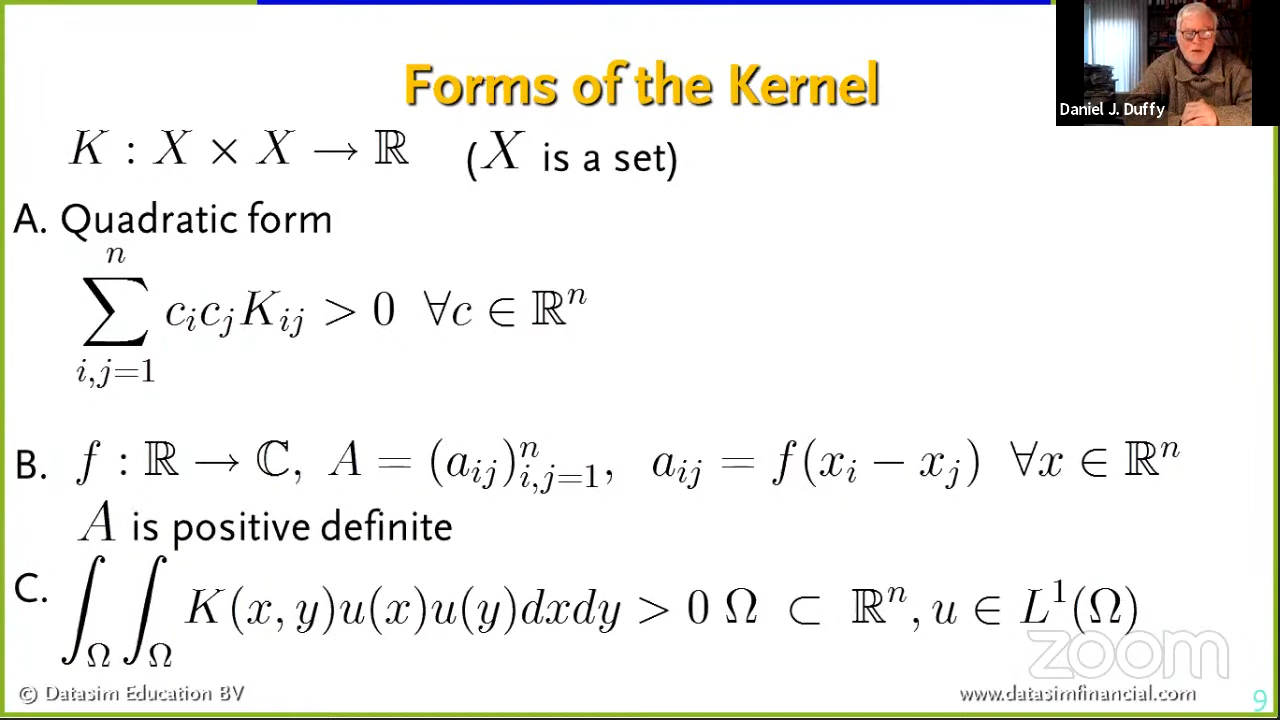 Forms of the Kernel
Daniel J. Duffy
K : X × X → ℝ (X is a set)
A. Quadratic form
∑_{i,j=1}^{n} c_i c_j K_{ij} > 0 ∀c ∈ ℝ^n
B. f : ℝ → ℂ, A = (a_{ij})_{i,j=1}^{n}, a_{ij} = f(x_i − x_j) ∀x ∈ ℝ^n
A is positive definite
C. ∫_Ω ∫_Ω K(x, y)u(x)u(y)dxdy > 0 Ω ⊂ ℝ^n, u ∈ L^1(Ω)
zoom
© Datasim Education BV www.datasimfinancial.com 9